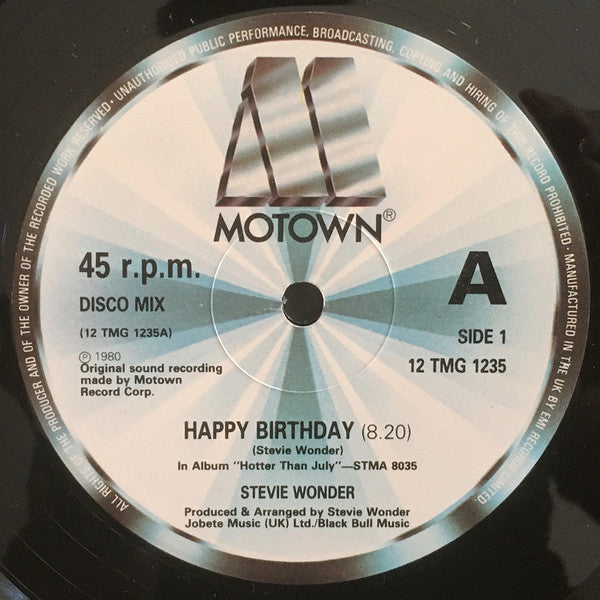 ALL RIGHTS OF THE PRODUCER AND OF THE OWNER OF THE RECORDED WORK RESERVED · UNAUTHORISED PUBLIC PERFORMANCE, BROADCASTING, COPYING AND HIRING OF THIS RECORD PROHIBITED · MANUFACTURED IN THE UK BY EMI RECORDS LIMITED
M
MOTOWN®
45 r.p.m.
A
DISCO MIX
SIDE 1
(12 TMG 1235A)
12 TMG 1235
℗ 1980
Original sound recording
made by Motown
Record Corp.
HAPPY BIRTHDAY (8.20)
(Stevie Wonder)
In Album "Hotter Than July"—STMA 8035
STEVIE WONDER
Produced & Arranged by Stevie Wonder
Jobete Music (UK) Ltd./Black Bull Music